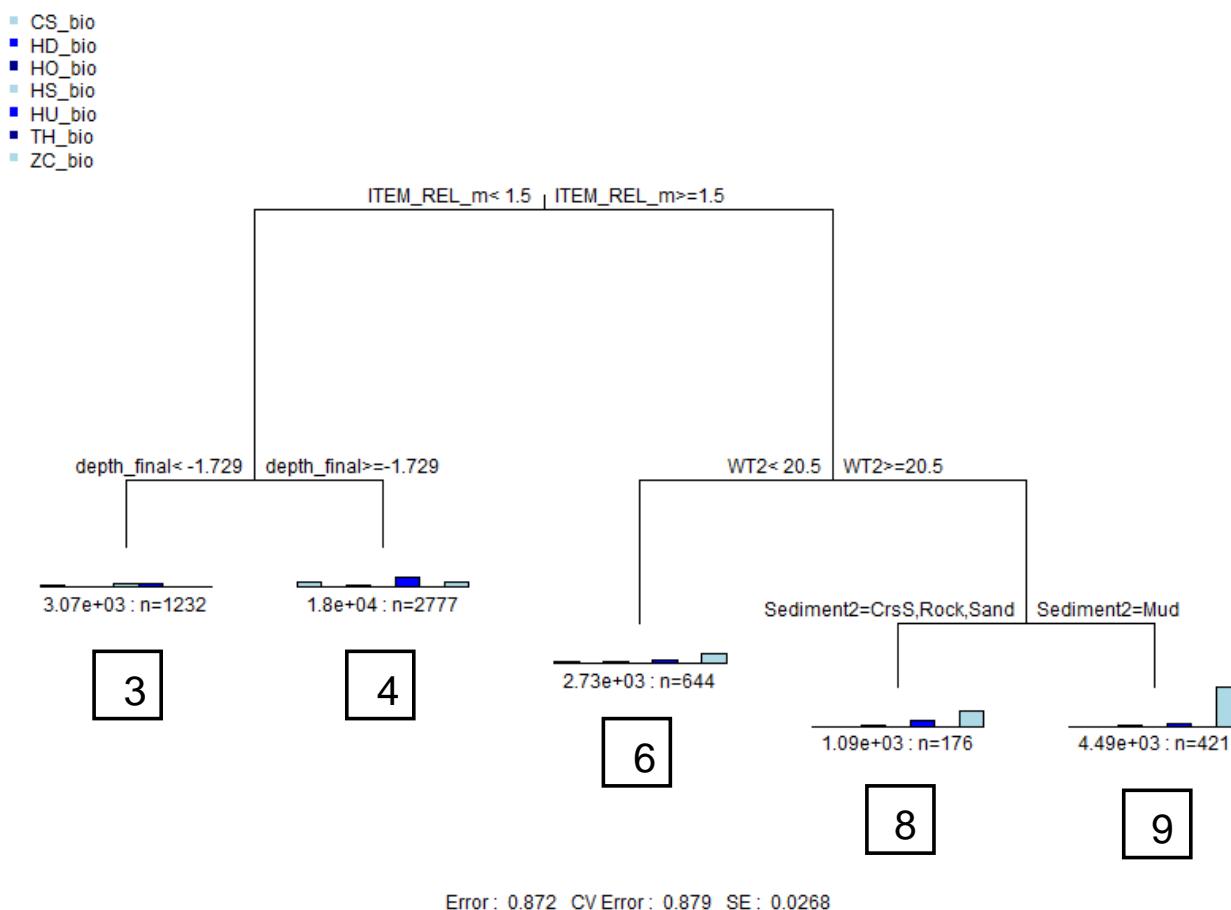 CS_bio
HD_bio
HO_bio
HS_bio
HU_bio
TH_bio
ZC_bio
ITEM_REL_m< 1.5 ITEM_REL_m>=1.5
depth_final< -1.729 depth_final>=-1.729
WT2< 20.5 WT2>=20.5
3.07e+03 : n=1232
1.8e+04 : n=2777
Sediment2=CrsS,Rock,Sand Sediment2=Mud
2.73e+03 : n=644
1.09e+03 : n=176
4.49e+03 : n=421
3
4
6
8
9
Error : 0.872 CV Error : 0.879 SE : 0.0268